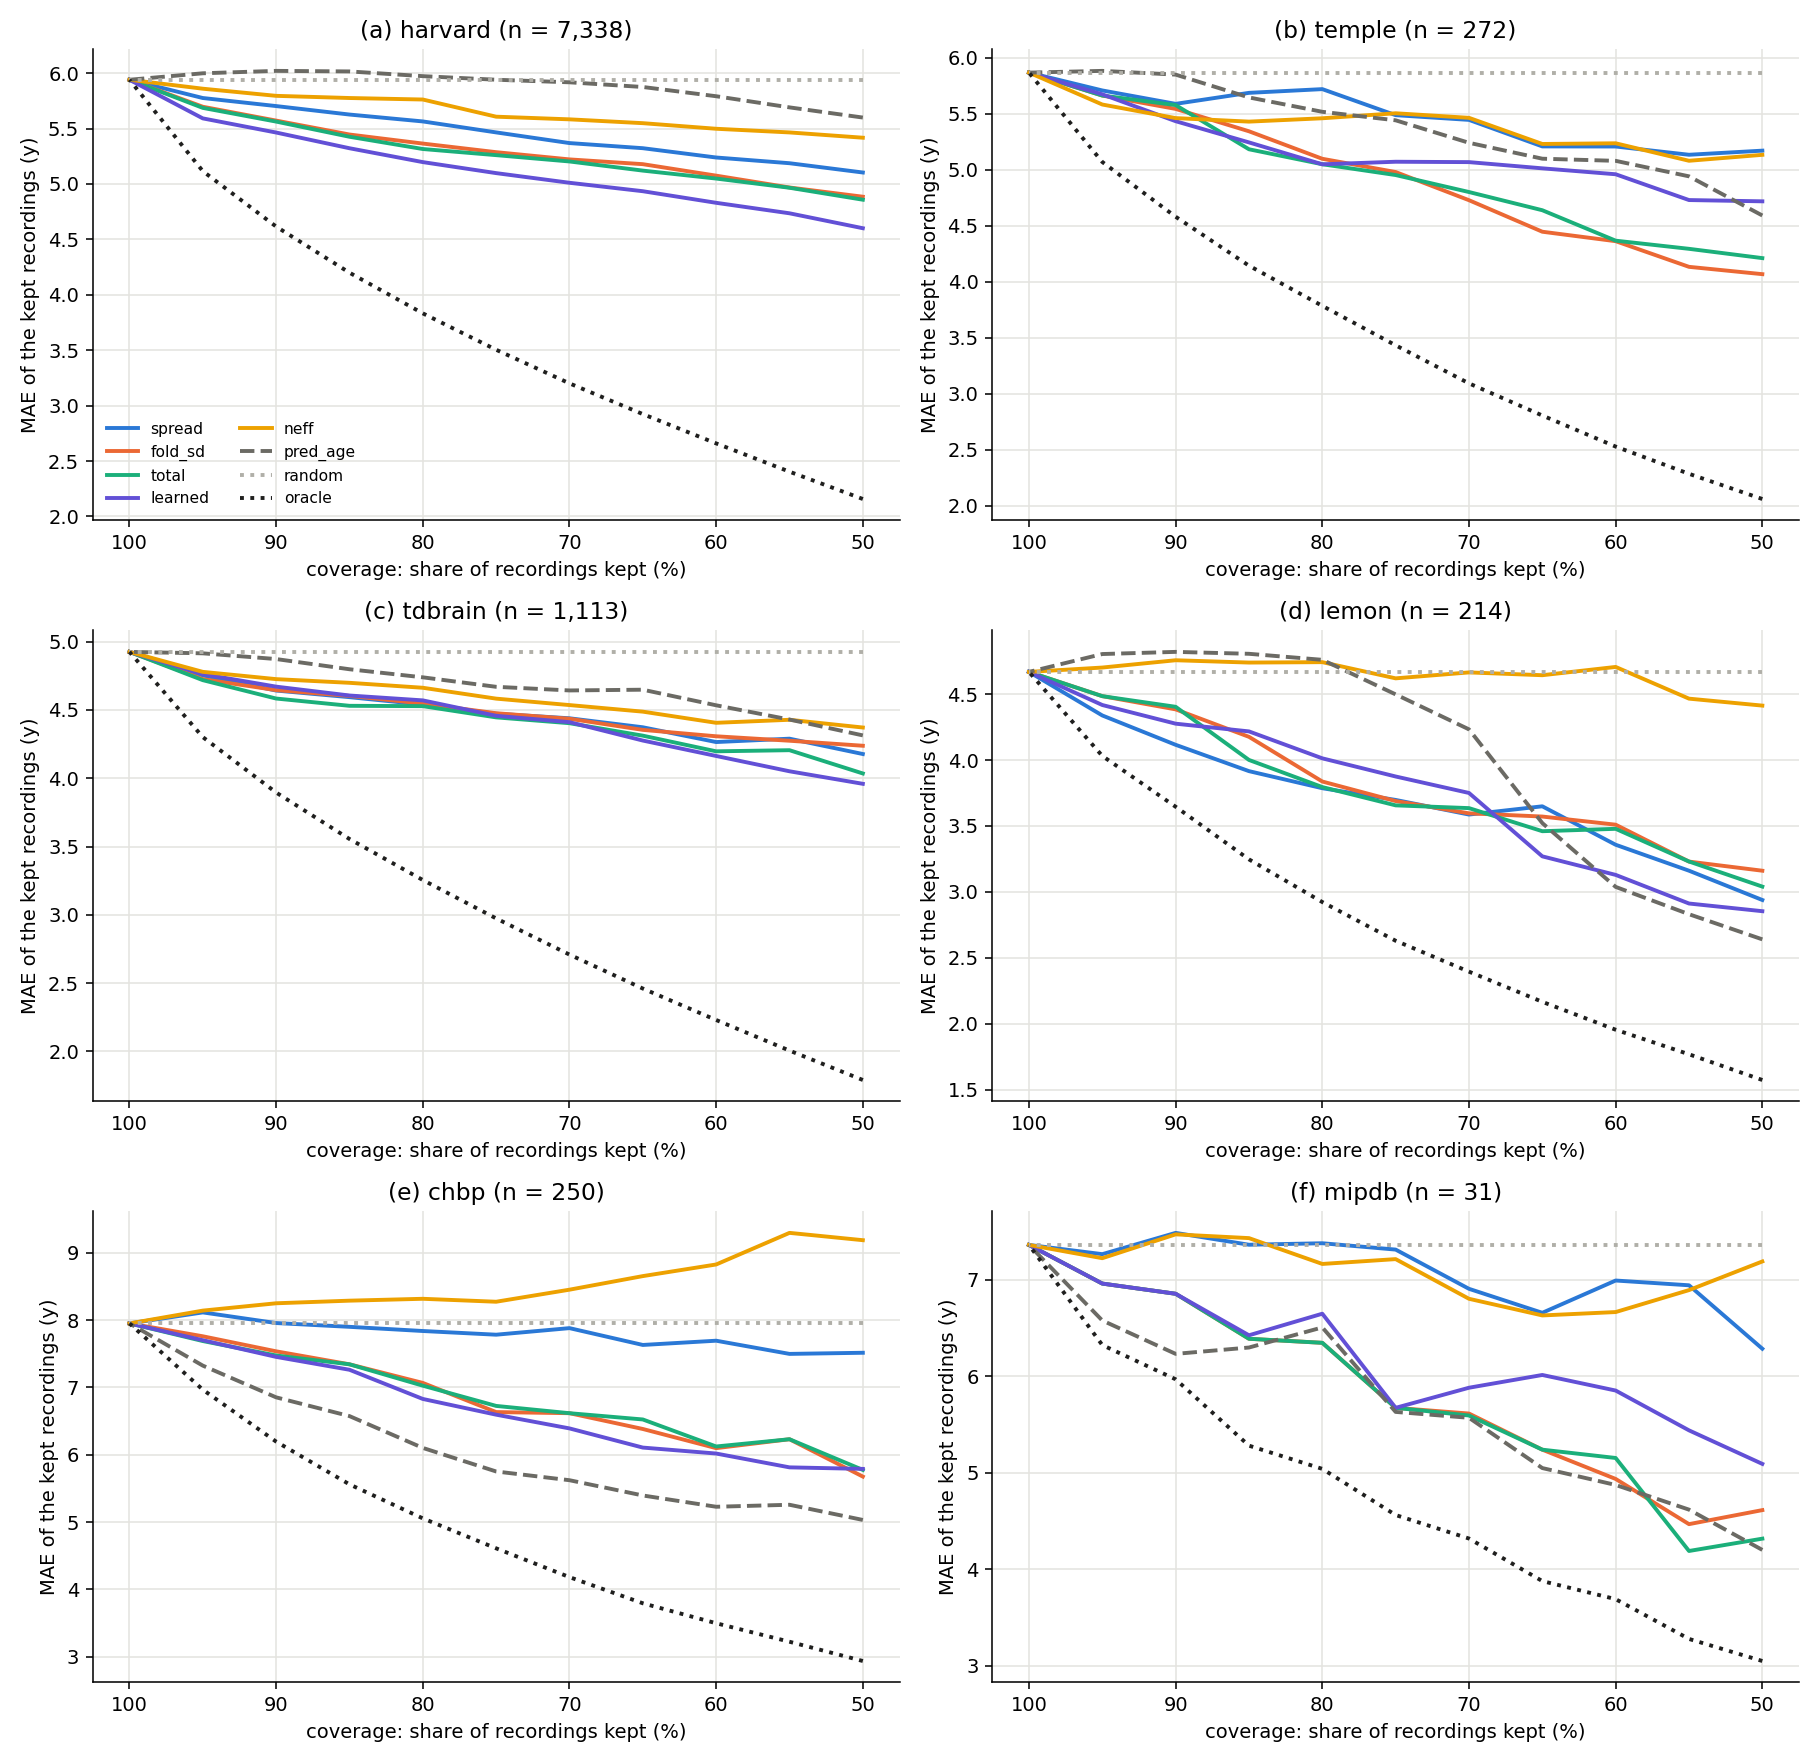 (a) harvard (n = 7,338)
MAE of the kept recordings (y)
6.0
5.5
5.0
4.5
4.0
3.5
3.0
2.5
2.0
spread
fold_sd
total
learned
neff
pred_age
random
oracle
100 90 80 70 60 50
coverage: share of recordings kept (%)
(b) temple (n = 272)
MAE of the kept recordings (y)
6.0
5.5
5.0
4.5
4.0
3.5
3.0
2.5
2.0
100 90 80 70 60 50
coverage: share of recordings kept (%)
(c) tdbrain (n = 1,113)
MAE of the kept recordings (y)
5.0
4.5
4.0
3.5
3.0
2.5
2.0
100 90 80 70 60 50
coverage: share of recordings kept (%)
(d) lemon (n = 214)
MAE of the kept recordings (y)
4.5
4.0
3.5
3.0
2.5
2.0
1.5
100 90 80 70 60 50
coverage: share of recordings kept (%)
(e) chbp (n = 250)
MAE of the kept recordings (y)
9
8
7
6
5
4
3
100 90 80 70 60 50
coverage: share of recordings kept (%)
(f) mipdb (n = 31)
MAE of the kept recordings (y)
7
6
5
4
3
100 90 80 70 60 50
coverage: share of recordings kept (%)